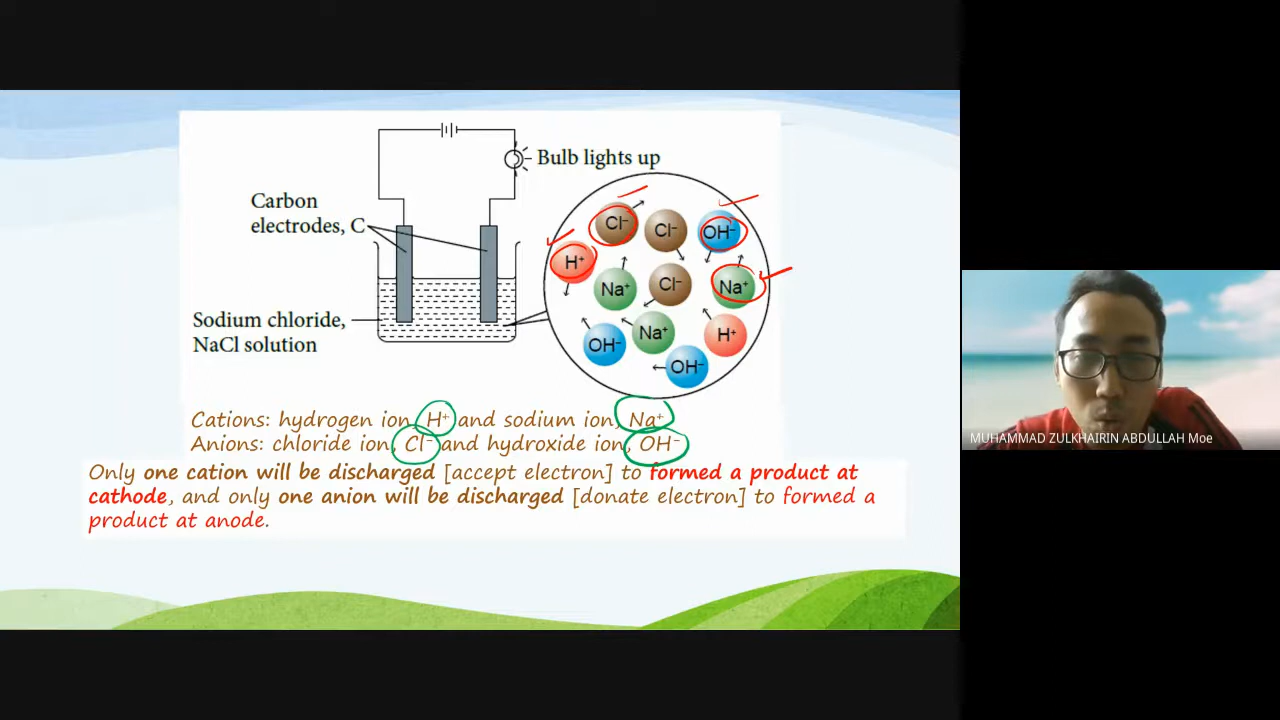 Bulb lights up
Carbon
electrodes, C
Cl⁻
Cl⁻
OH⁻
H⁺
Na⁺
Cl⁻
Na⁺
Sodium chloride,
NaCl solution
OH⁻
Na⁺
H⁺
OH⁻
Cations: hydrogen ion, H⁺ and sodium ion, Na⁺
Anions: chloride ion, Cl⁻ and hydroxide ion, OH⁻
Only one cation will be discharged [accept electron] to formed a product at
cathode, and only one anion will be discharged [donate electron] to formed a
product at anode.
MUHAMMAD ZULKHAIRIN ABDULLAH Moe